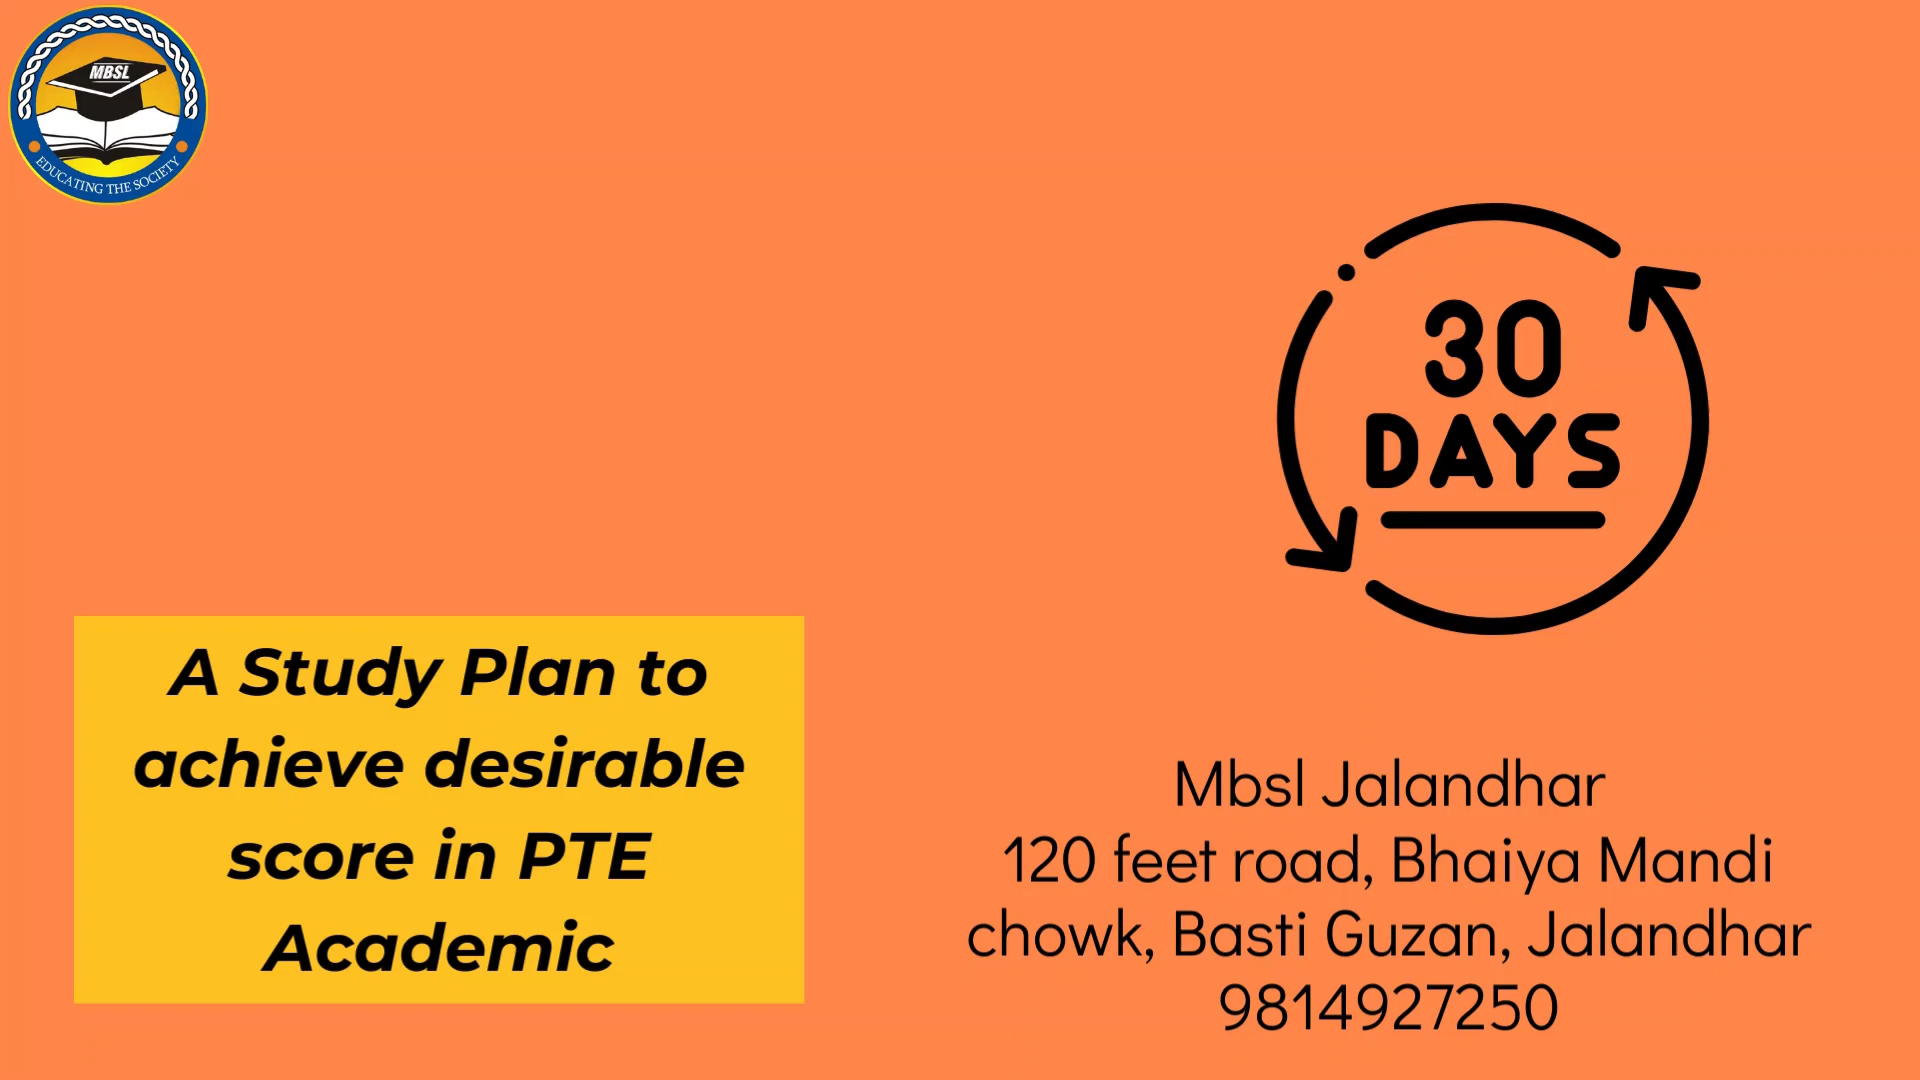 MBSL
EDUCATING THE SOCIETY
30
DAYS
A Study Plan to
achieve desirable
score in PTE
Academic
Mbsl Jalandhar
120 feet road, Bhaiya Mandi
chowk, Basti Guzan, Jalandhar
9814927250